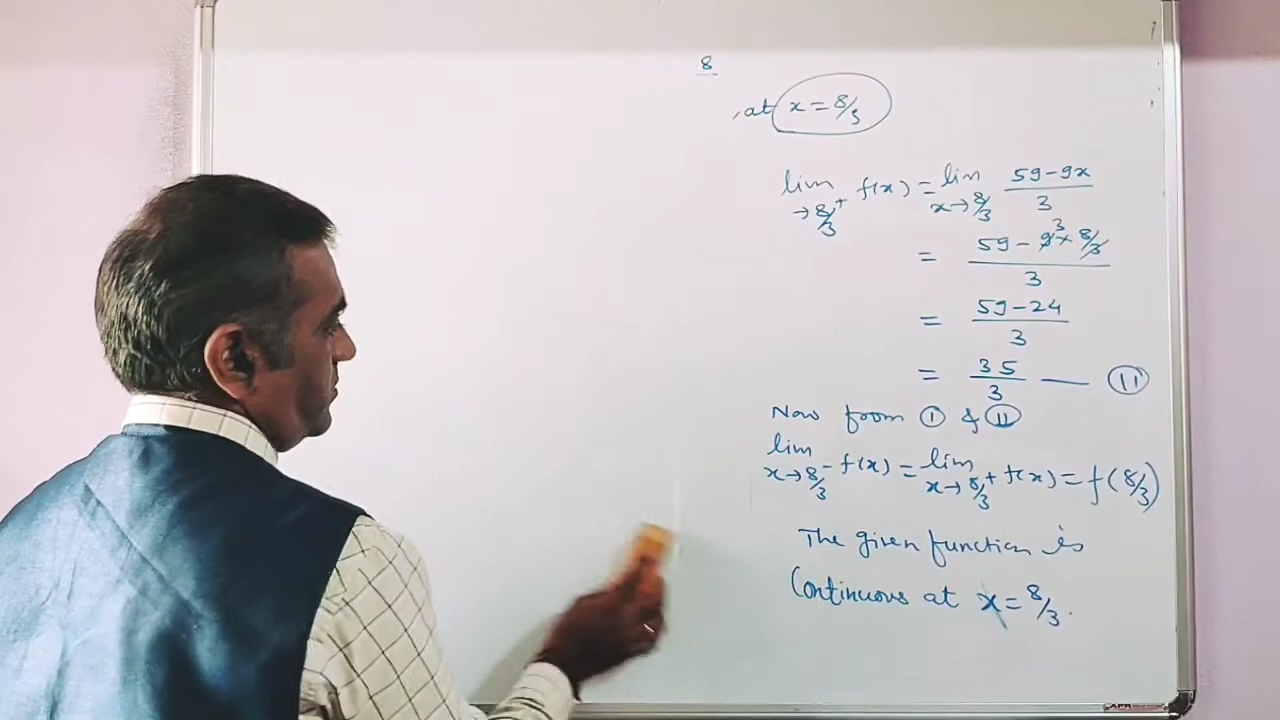 8
, at x = 8/3
lim → 8/3⁺ f(x) = lim x→8/3 (59-9x)/3
= (59 - 9³ × 8/3)/3
= (59-24)/3
= 35/3 — (II)
Now from (I) & (II)
lim x→8/3⁻ f(x) = lim x→8/3⁺ f(x) = f(8/3)
The given function is
Continuous at x = 8/3.